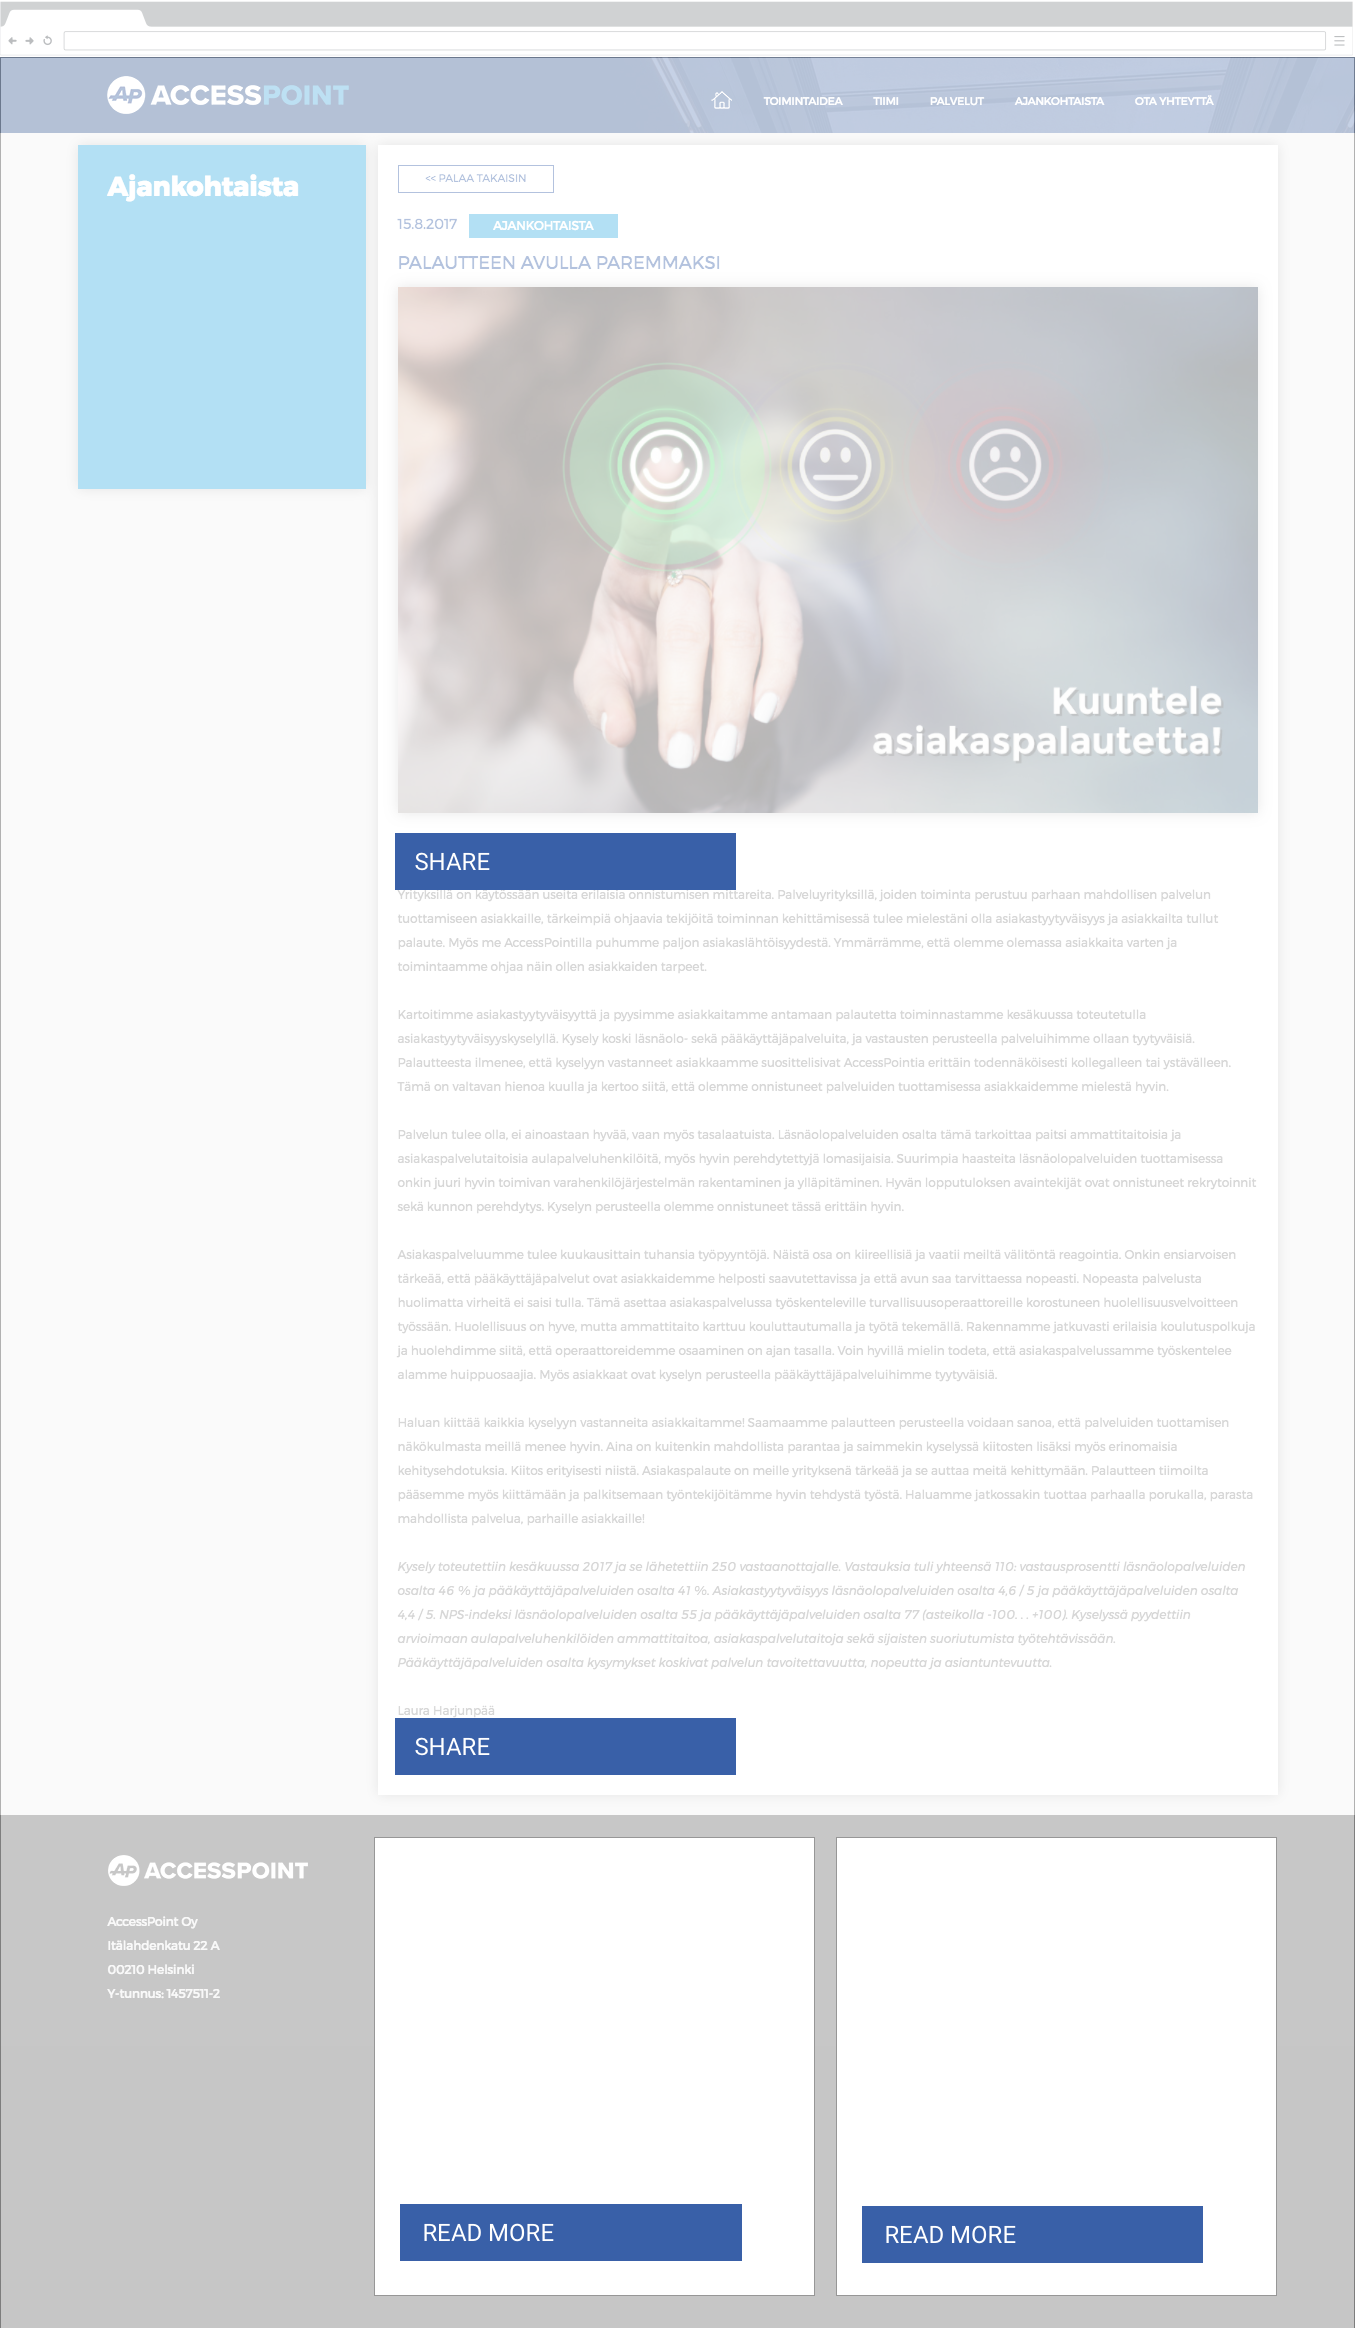 AP ACCESSPOINT
TOIMINTAIDEA TIIMI PALVELUT AJANKOHTAISTA OTA YHTEYTTÄ
Ajankohtaista
<< PALAA TAKAISIN
15.8.2017 AJANKOHTAISTA
PALAUTTEEN AVULLA PAREMMAKSI
Kuuntele
asiakaspalautetta!
SHARE
Yrityksillä on käytössään useita erilaisia onnistumisen mittareita. Palveluyrityksillä, joiden toiminta perustuu parhaan mahdollisen palvelun
tuottamiseen asiakkaille, tärkeimpiä ohjaavia tekijöitä toiminnan kehittämisessä tulee mielestäni olla asiakastyytyväisyys ja asiakkailta tullut
palaute. Myös me AccessPointilla puhumme paljon asiakaslähtöisyydestä. Ymmärrämme, että olemme olemassa asiakkaita varten ja
toimintaamme ohjaa näin ollen asiakkaiden tarpeet.
Kartoitimme asiakastyytyväisyyttä ja pyysimme asiakkaitamme antamaan palautetta toiminnastamme kesäkuussa toteutetulla
asiakastyytyväisyyskyselyllä. Kysely koski läsnäolo- sekä pääkäyttäjäpalveluita, ja vastausten perusteella palveluihimme ollaan tyytyväisiä.
Palautteesta ilmenee, että kyselyyn vastanneet asiakkaamme suosittelisivat AccessPointia erittäin todennäköisesti kollegalleen tai ystävälleen.
Tämä on valtavan hienoa kuulla ja kertoo siitä, että olemme onnistuneet palveluiden tuottamisessa asiakkaidemme mielestä hyvin.
Palvelun tulee olla, ei ainoastaan hyvää, vaan myös tasalaatuista. Läsnäolopalveluiden osalta tämä tarkoittaa paitsi ammattitaitoisia ja
asiakaspalvelutaitoisia aulapalveluhenkilöitä, myös hyvin perehdytettyjä lomasijaisia. Suurimpia haasteita läsnäolopalveluiden tuottamisessa
onkin juuri hyvin toimivan varahenkilöjärjestelmän rakentaminen ja ylläpitäminen. Hyvän lopputuloksen avaintekijät ovat onnistuneet rekrytoinnit
sekä kunnon perehdytys. Kyselyn perusteella olemme onnistuneet tässä erittäin hyvin.
Asiakaspalveluumme tulee kuukausittain tuhansia työpyyntöjä. Näistä osa on kiireellisiä ja vaatii meiltä välitöntä reagointia. Onkin ensiarvoisen
tärkeää, että pääkäyttäjäpalvelut ovat asiakkaidemme helposti saavutettavissa ja että avun saa tarvittaessa nopeasti. Nopeasta palvelusta
huolimatta virheitä ei saisi tulla. Tämä asettaa asiakaspalvelussa työskenteleville turvallisuusoperaattoreille korostuneen huolellisuusvelvoitteen
työssään. Huolellisuus on hyve, mutta ammattitaito karttuu kouluttautumalla ja työtä tekemällä. Rakennamme jatkuvasti erilaisia koulutuspolkuja
ja huolehdimme siitä, että operaattoreidemme osaaminen on ajan tasalla. Voin hyvillä mielin todeta, että asiakaspalvelussamme työskentelee
alamme huippuosaajia. Myös asiakkaat ovat kyselyn perusteella pääkäyttäjäpalveluihimme tyytyväisiä.
Haluan kiittää kaikkia kyselyyn vastanneita asiakkaitamme! Saamaamme palautteen perusteella voidaan sanoa, että palveluiden tuottamisen
näkökulmasta meillä menee hyvin. Aina on kuitenkin mahdollista parantaa ja saimmekin kyselyssä kiitosten lisäksi myös erinomaisia
kehitysehdotuksia. Kiitos erityisesti niistä. Asiakaspalaute on meille yrityksenä tärkeää ja se auttaa meitä kehittymään. Palautteen tiimoilta
pääsemme myös kiittämään ja palkitsemaan työntekijöitämme hyvin tehdystä työstä. Haluamme jatkossakin tuottaa parhaalla porukalla, parasta
mahdollista palvelua, parhaille asiakkaille!
Kysely toteutettiin kesäkuussa 2017 ja se lähetettiin 250 vastaanottajalle. Vastauksia tuli yhteensä 110: vastausprosentti läsnäolopalveluiden
osalta 46 % ja pääkäyttäjäpalveluiden osalta 41 %. Asiakastyytyväisyys läsnäolopalveluiden osalta 4,6 / 5 ja pääkäyttäjäpalveluiden osalta
4,4 / 5. NPS-indeksi läsnäolopalveluiden osalta 55 ja pääkäyttäjäpalveluiden osalta 77 (asteikolla -100. . . +100). Kyselyssä pyydettiin
arvioimaan aulapalveluhenkilöiden ammattitaitoa, asiakaspalvelutaitoja sekä sijaisten suoriutumista työtehtävissään.
Pääkäyttäjäpalveluiden osalta kysymykset koskivat palvelun tavoitettavuutta, nopeutta ja asiantuntevuutta.
Laura Harjunpää
SHARE
AP ACCESSPOINT
AccessPoint Oy
Itälahdenkatu 22 A
00210 Helsinki
Y-tunnus: 1457511-2
READ MORE
READ MORE